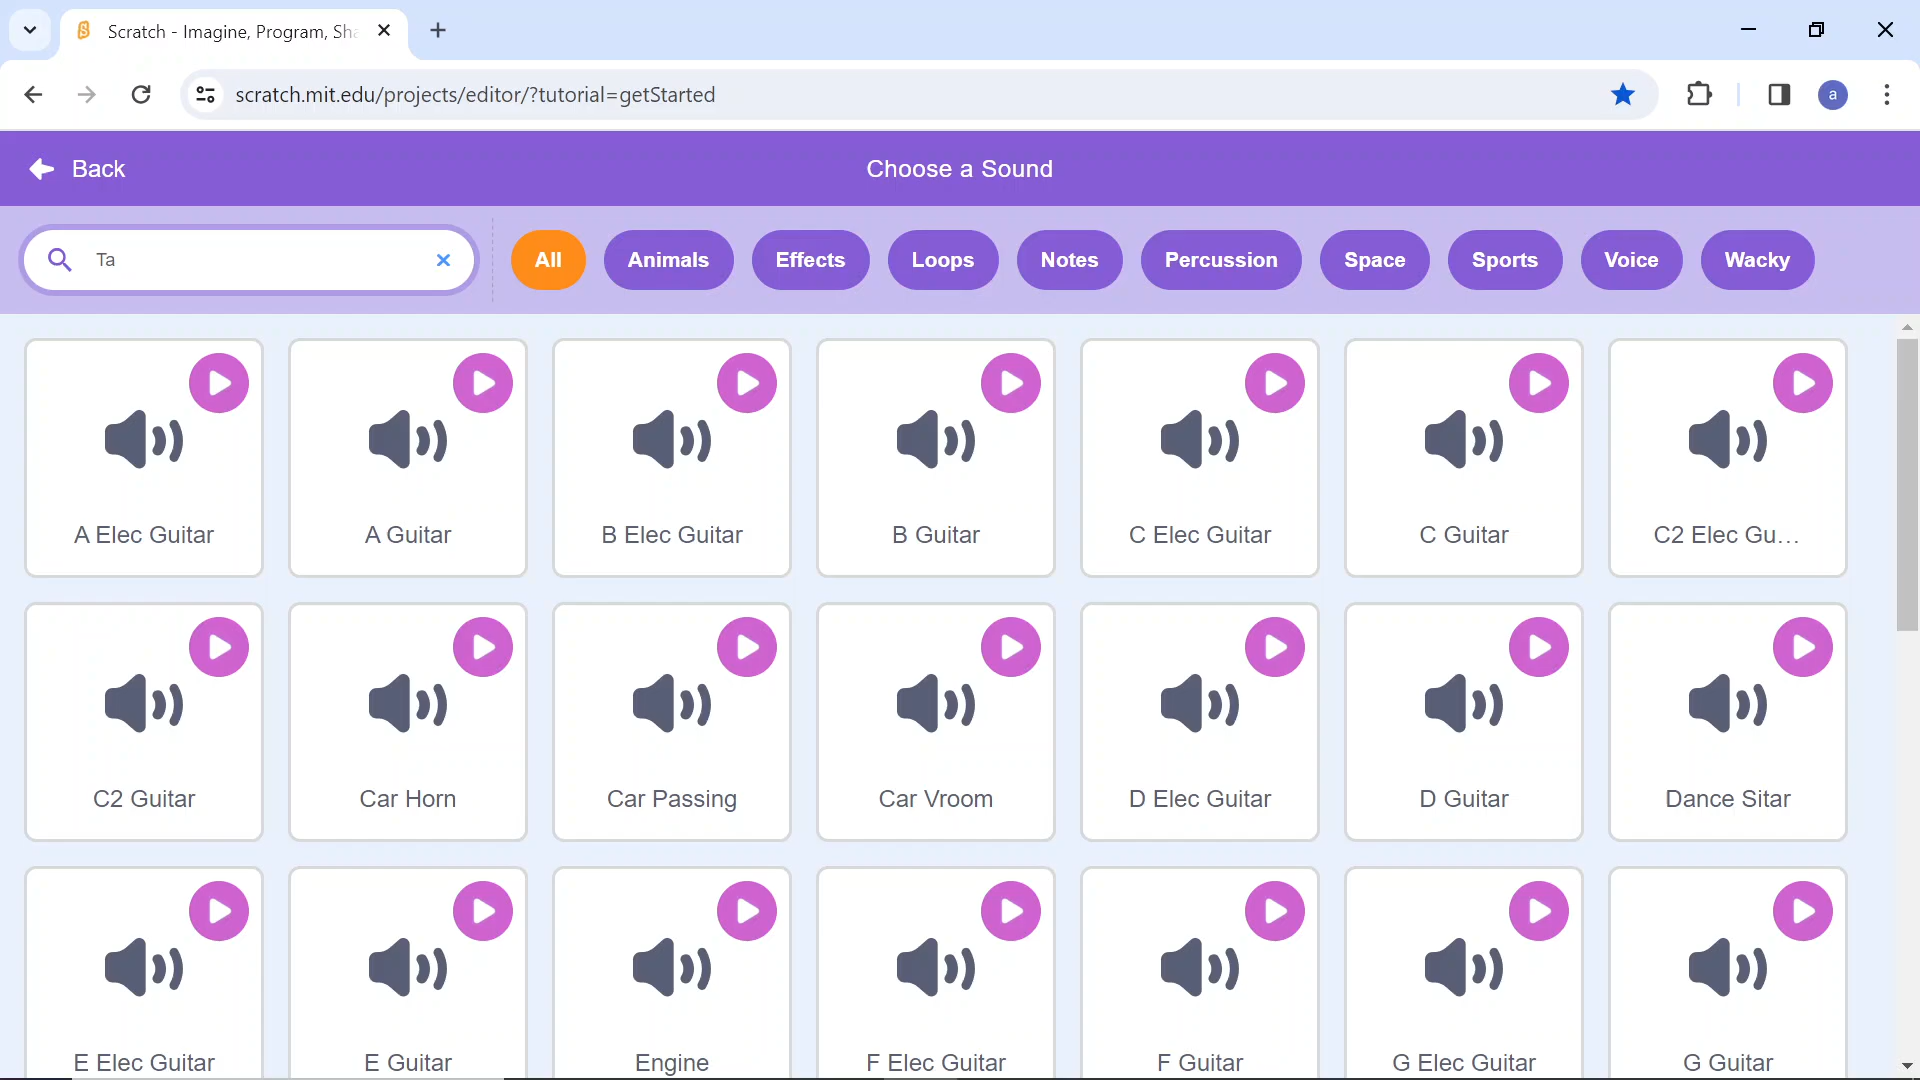 Scratch - Imagine, Program, Sha
scratch.mit.edu/projects/editor/?tutorial=getStarted
a
Back
Choose a Sound
Ta
All
Animals
Effects
Loops
Notes
Percussion
Space
Sports
Voice
Wacky
A Elec Guitar
A Guitar
B Elec Guitar
B Guitar
C Elec Guitar
C Guitar
C2 Elec Gu...
C2 Guitar
Car Horn
Car Passing
Car Vroom
D Elec Guitar
D Guitar
Dance Sitar
E Elec Guitar
E Guitar
Engine
F Elec Guitar
F Guitar
G Elec Guitar
G Guitar